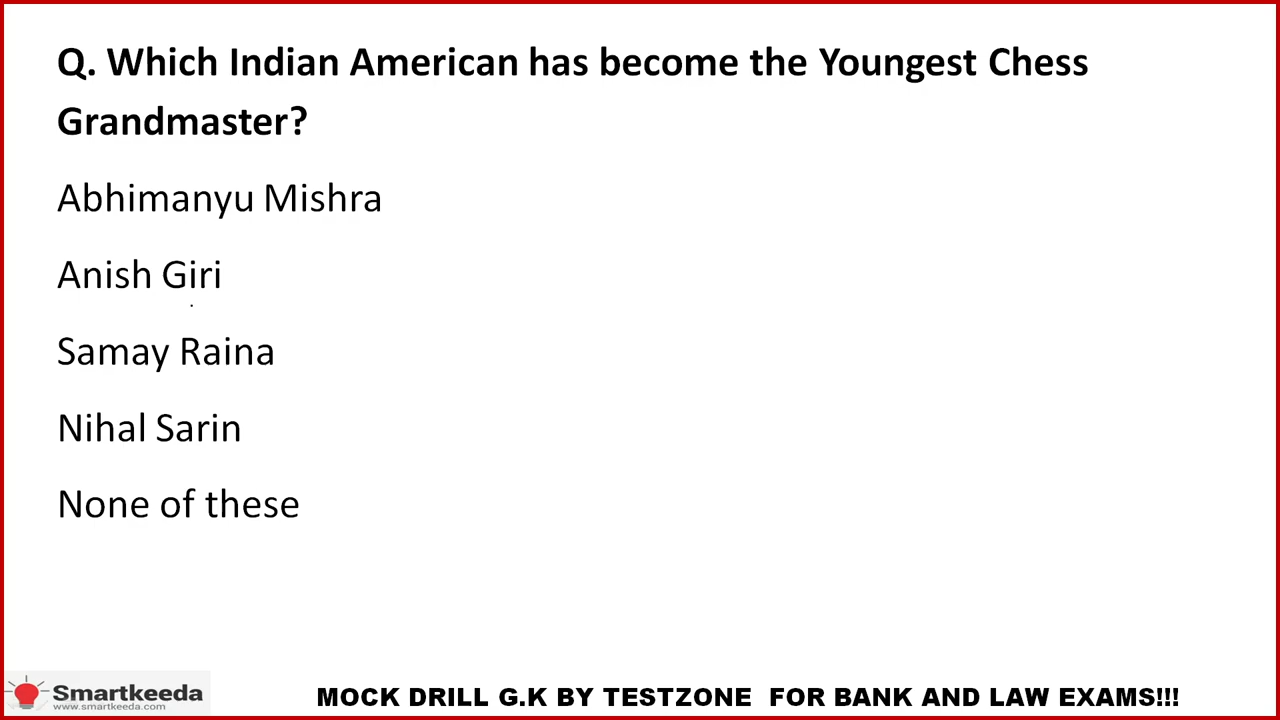 Q. Which Indian American has become the Youngest Chess
Grandmaster?
Abhimanyu Mishra
Anish Giri
Samay Raina
Nihal Sarin
None of these
Smartkeeda
www.smartkeeda.com
MOCK DRILL G.K BY TESTZONE FOR BANK AND LAW EXAMS!!!